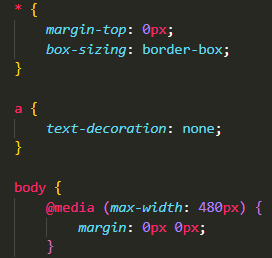 * {
    margin-top: 0px;
    box-sizing: border-box;
}
a {
    text-decoration: none;
}
body {
    @media (max-width: 480px) {
        margin: 0px 0px;
    }